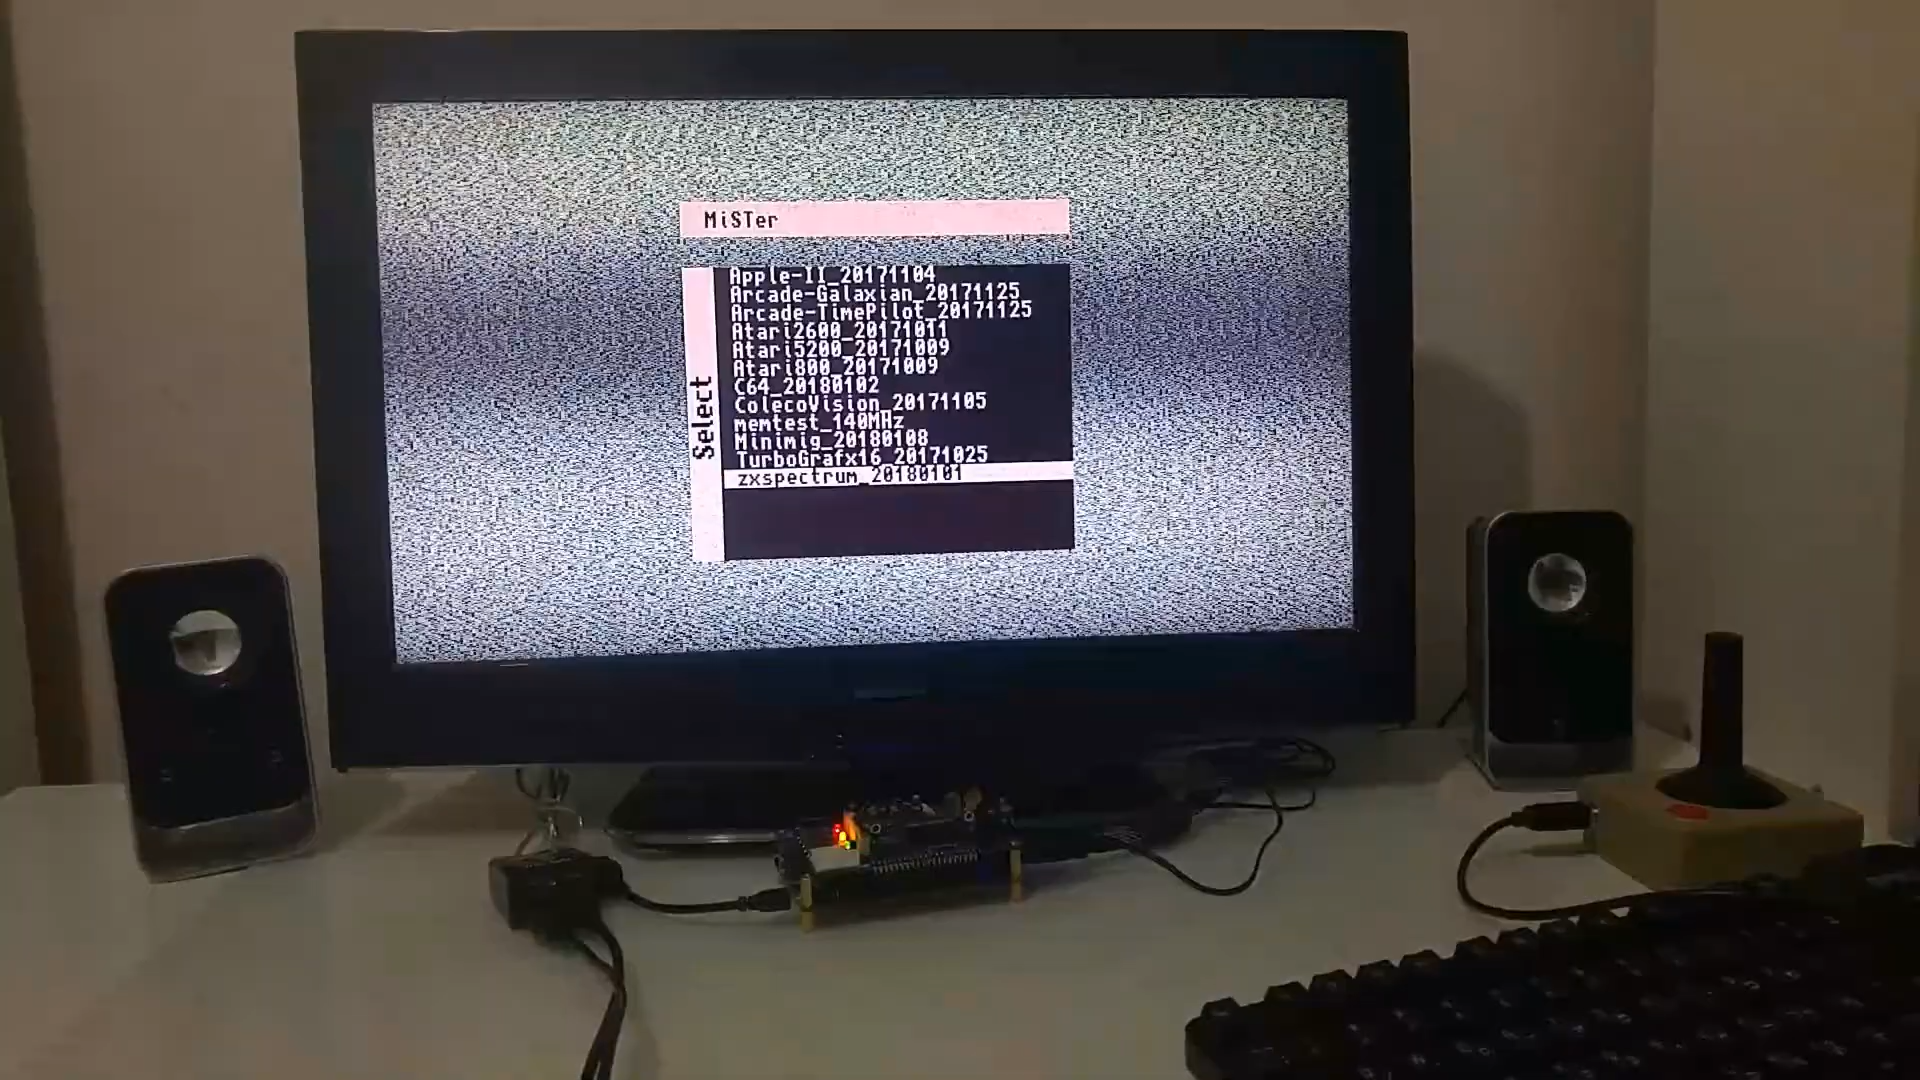 MiSTer
Select
Apple-II_20171104
Arcade-Galaxian_20171125
Arcade-TimePilot_20171125
Atari2600_20171011
Atari5200_20171009
Atari800_20171009
C64_20180102
ColecoVision_20171105
memtest_140MHz
Minimig_20180108
TurboGrafx16_20171025
zxspectrum_20180101